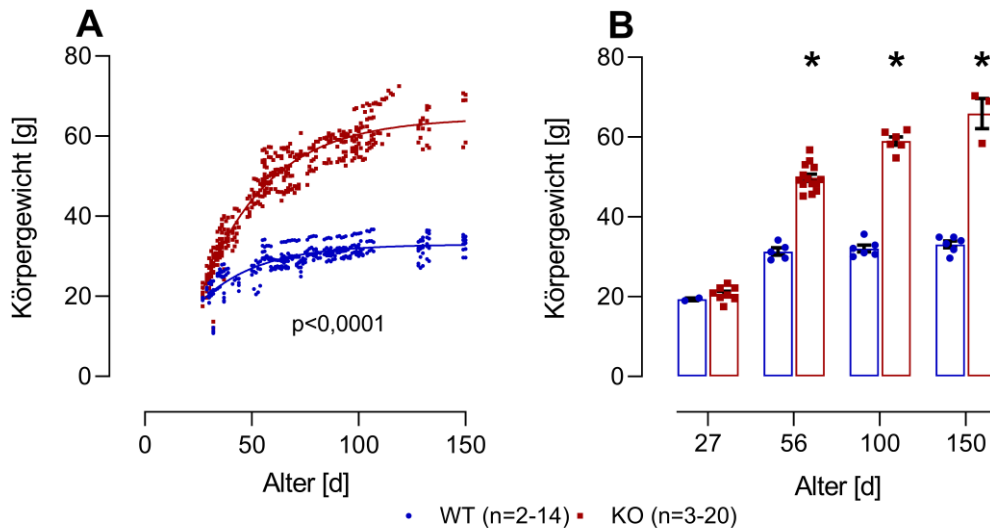 A
B
80
60
40
20
0
Körpergewicht [g]
p<0,0001
0 50 100 150
Alter [d]
80
60
40
20
0
Körpergewicht [g]
* * *
27 56 100 150
Alter [d]
WT (n=2-14) KO (n=3-20)